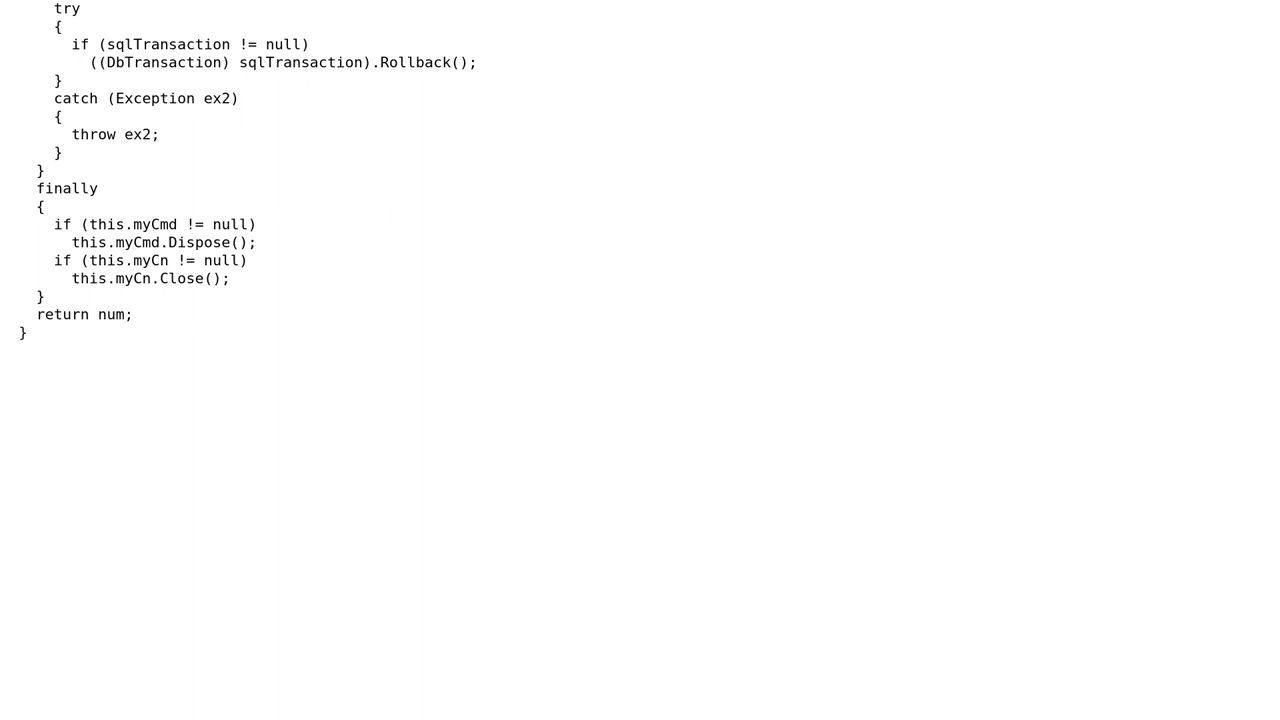 try
{
if (sqlTransaction != null)
((DbTransaction) sqlTransaction).Rollback();
}
catch (Exception ex2)
{
throw ex2;
}
}
finally
{
if (this.myCmd != null)
this.myCmd.Dispose();
if (this.myCn != null)
this.myCn.Close();
}
return num;
}